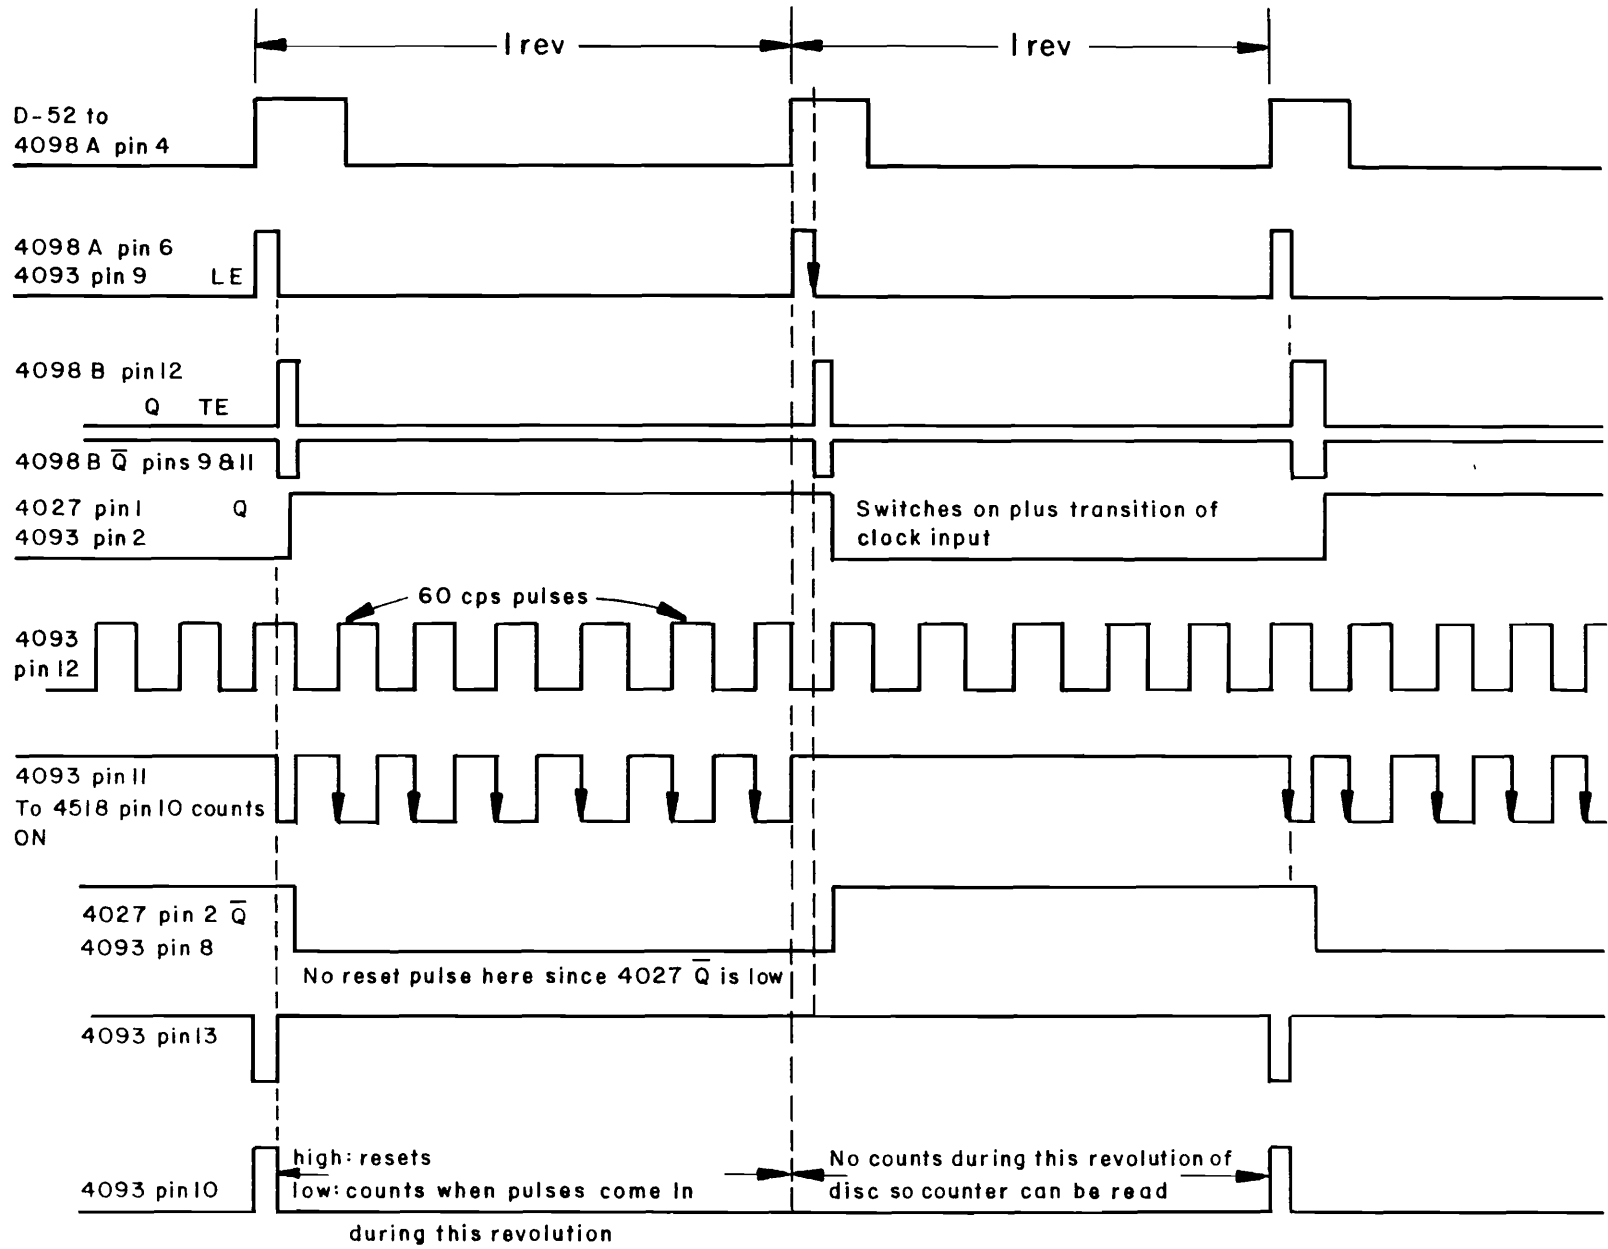 1 rev
1 rev
D-52 to
4098 A pin 4
4098 A pin 6
4093 pin 9 LE
4098 B pin 12
Q TE
4098 B Q̅ pins 9 & 11
4027 pin 1 Q
4093 pin 2
Switches on plus transition of
clock input
60 cps pulses
4093
pin 12
4093 pin 11
To 4518 pin 10 counts
ON
4027 pin 2 Q̅
4093 pin 8
No reset pulse here since 4027 Q̅ is low
4093 pin 13
4093 pin 10
high: resets
low: counts when pulses come In
during this revolution
No counts during this revolution of
disc so counter can be read